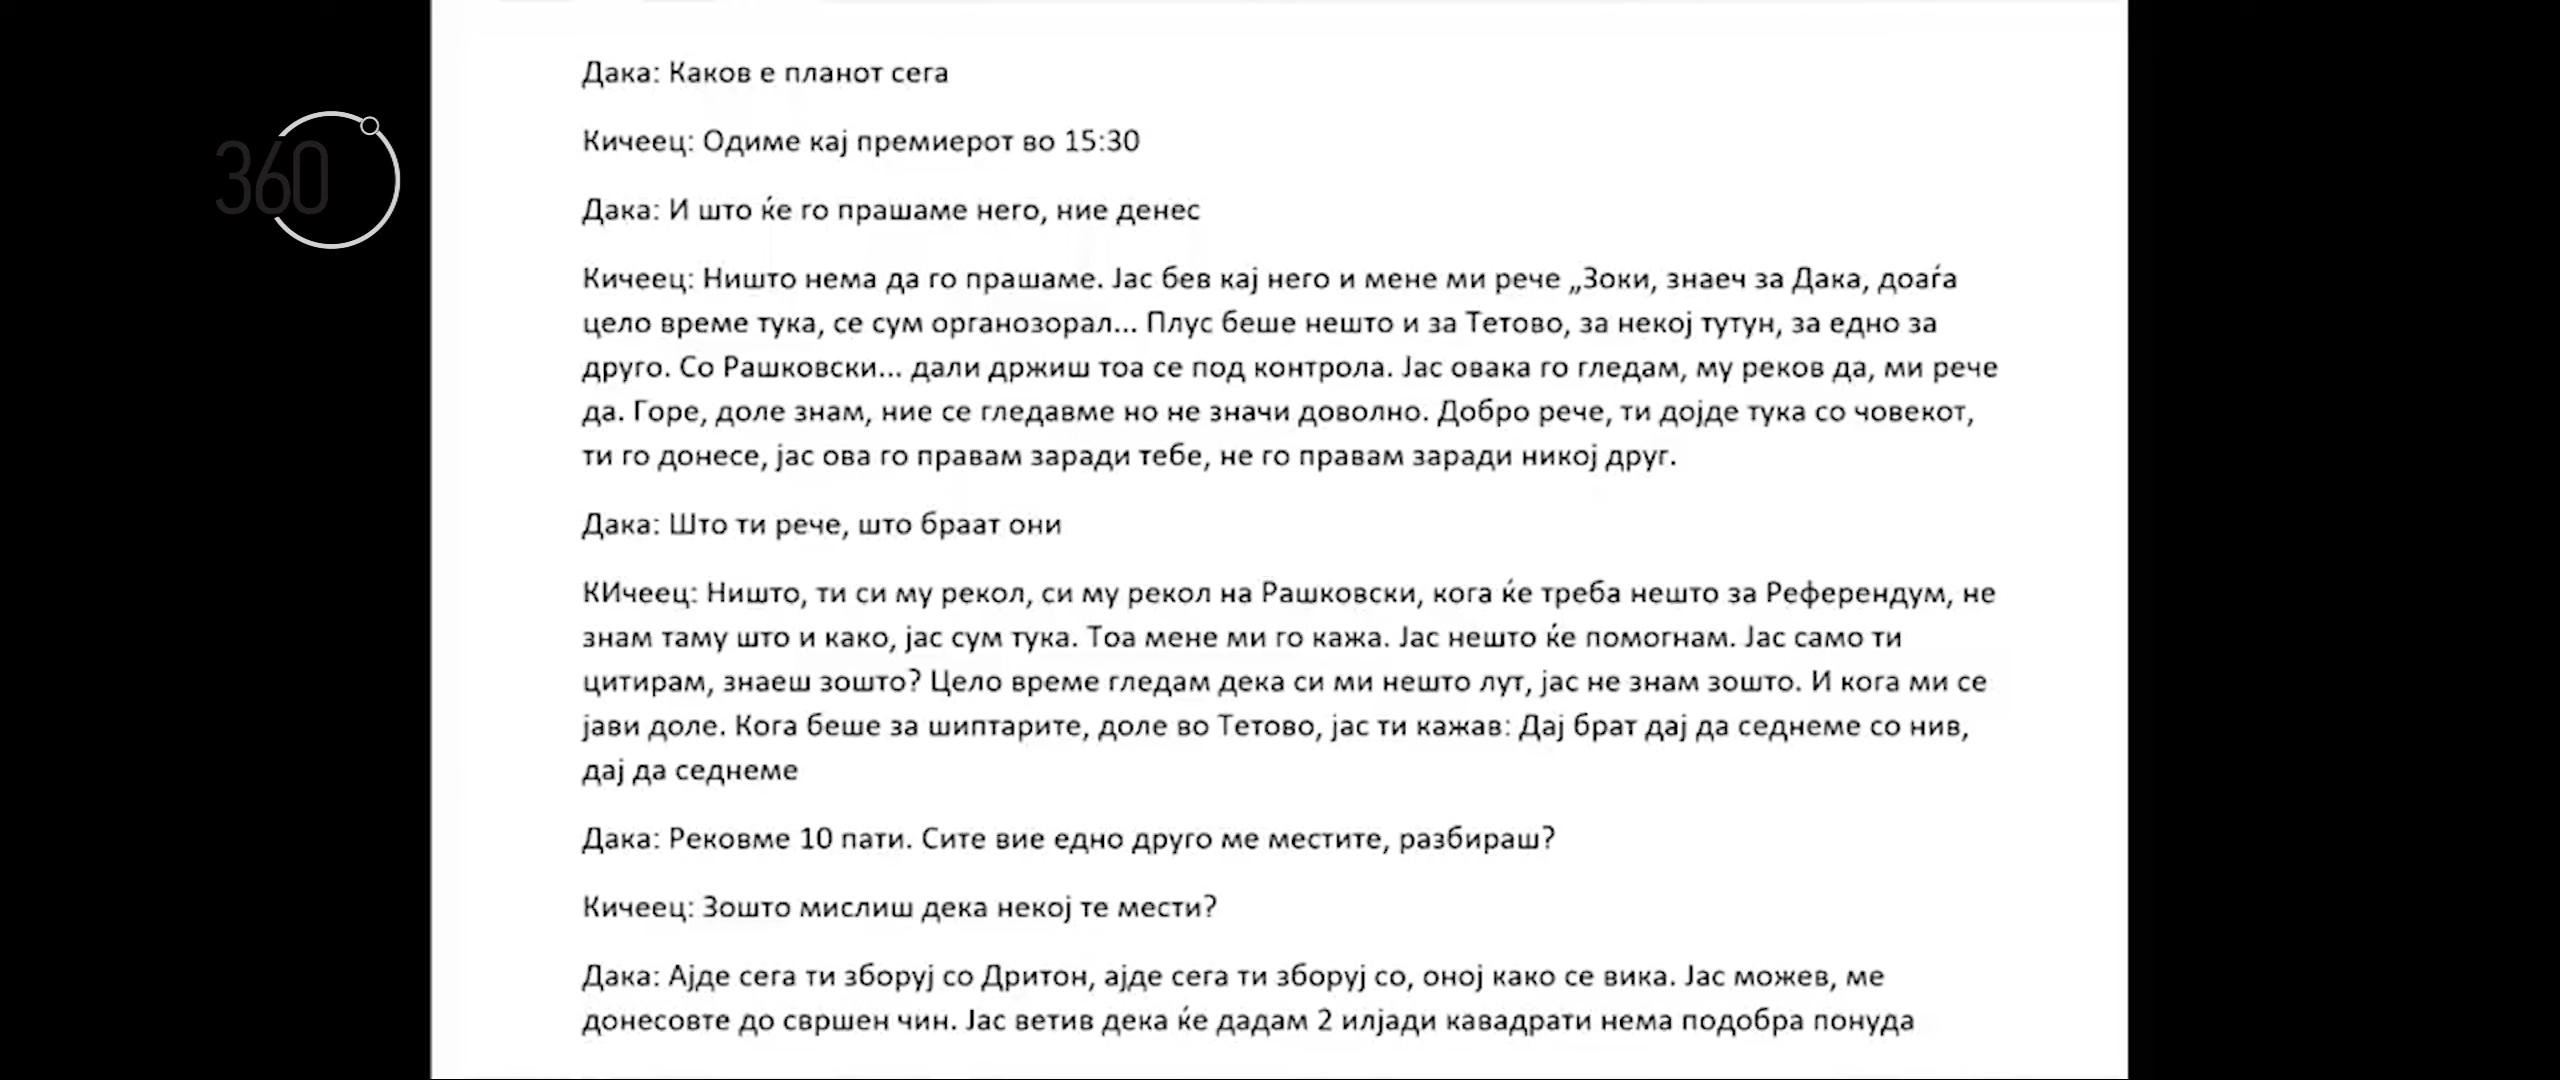 360
Дака: Каков е планот сега
Кичеец: Одиме кај премиерот во 15:30
Дака: И што ќе го прашаме него, ние денес
Кичеец: Ништо нема да го прашаме. Јас бев кај него и мене ми рече „Зоки, знаеч за Дака, доаѓа
цело време тука, се сум органозорал... Плус беше нешто и за Тетово, за некој тутун, за едно за
друго. Со Рашковски... дали држиш тоа се под контрола. Јас овака го гледам, му реков да, ми рече
да. Горе, доле знам, ние се гледавме но не значи доволно. Добро рече, ти дојде тука со човекот,
ти го донесе, јас ова го правам заради тебе, не го правам заради никој друг.
Дака: Што ти рече, што браат они
КИчеец: Ништо, ти си му рекол, си му рекол на Рашковски, кога ќе треба нешто за Референдум, не
знам таму што и како, јас сум тука. Тоа мене ми го кажа. Јас нешто ќе помогнам. Јас само ти
цитирам, знаеш зошто? Цело време гледам дека си ми нешто лут, јас не знам зошто. И кога ми се
јави доле. Кога беше за шиптарите, доле во Тетово, јас ти кажав: Дај брат дај да седнеме со нив,
дај да седнеме
Дака: Рековме 10 пати. Сите вие едно друго ме местите, разбираш?
Кичеец: Зошто мислиш дека некој те мести?
Дака: Ајде сега ти зборуј со Дритон, ајде сега ти зборуј со, оној како се вика. Јас можев, ме
донесовте до свршен чин. Јас ветив дека ќе дадам 2 илјади кавадрати нема подобра понуда